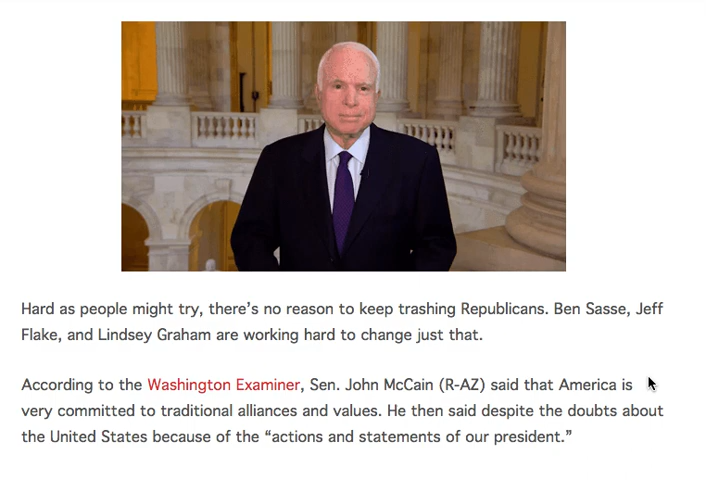 Hard as people might try, there’s no reason to keep trashing Republicans. Ben Sasse, Jeff
Flake, and Lindsey Graham are working hard to change just that.
According to the Washington Examiner, Sen. John McCain (R-AZ) said that America is
very committed to traditional alliances and values. He then said despite the doubts about
the United States because of the “actions and statements of our president.”